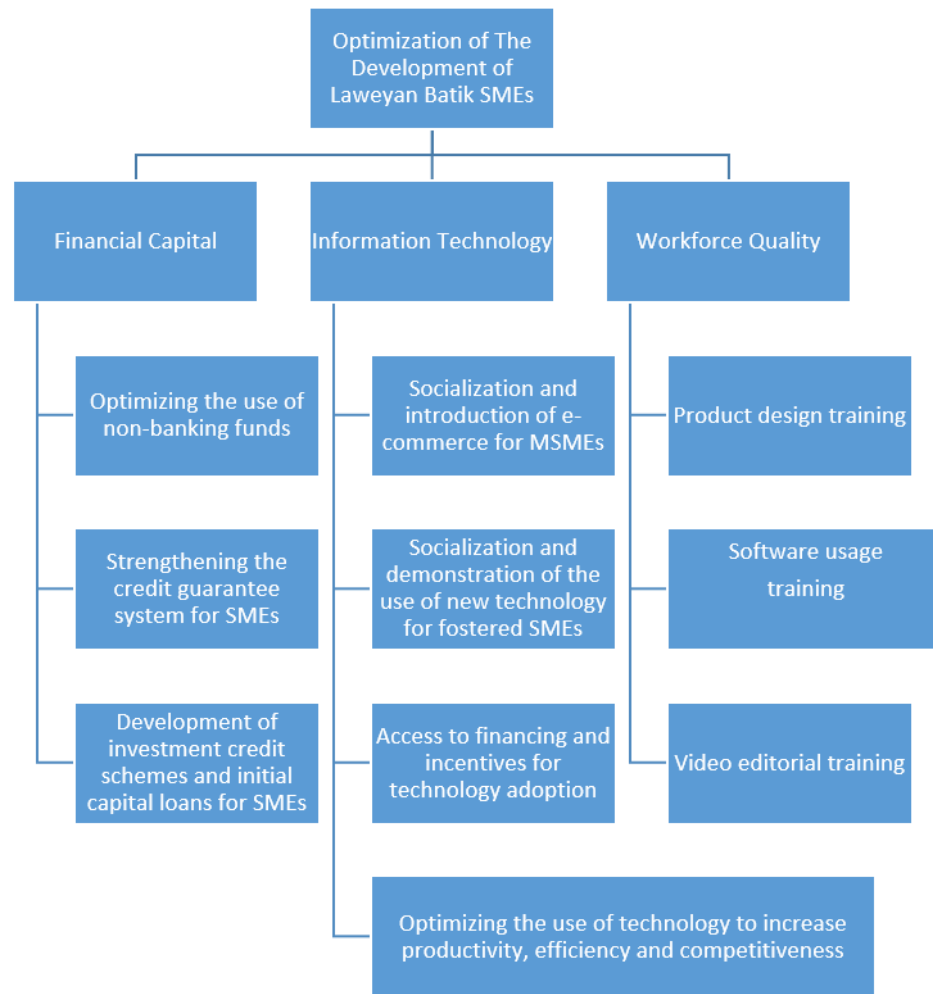 Optimization of The
Development of
Laweyan Batik SMEs
Financial Capital
Information Technology
Workforce Quality
Optimizing the use of
non-banking funds
Strengthening the
credit guarantee
system for SMEs
Development of
investment credit
schemes and initial
capital loans for SMEs
Socialization and
introduction of e-
commerce for MSMEs
Socialization and
demonstration of the
use of new technology
for fostered SMEs
Access to financing and
incentives for
technology adoption
Optimizing the use of technology to increase
productivity, efficiency and competitiveness
Product design training
Software usage
training
Video editorial training